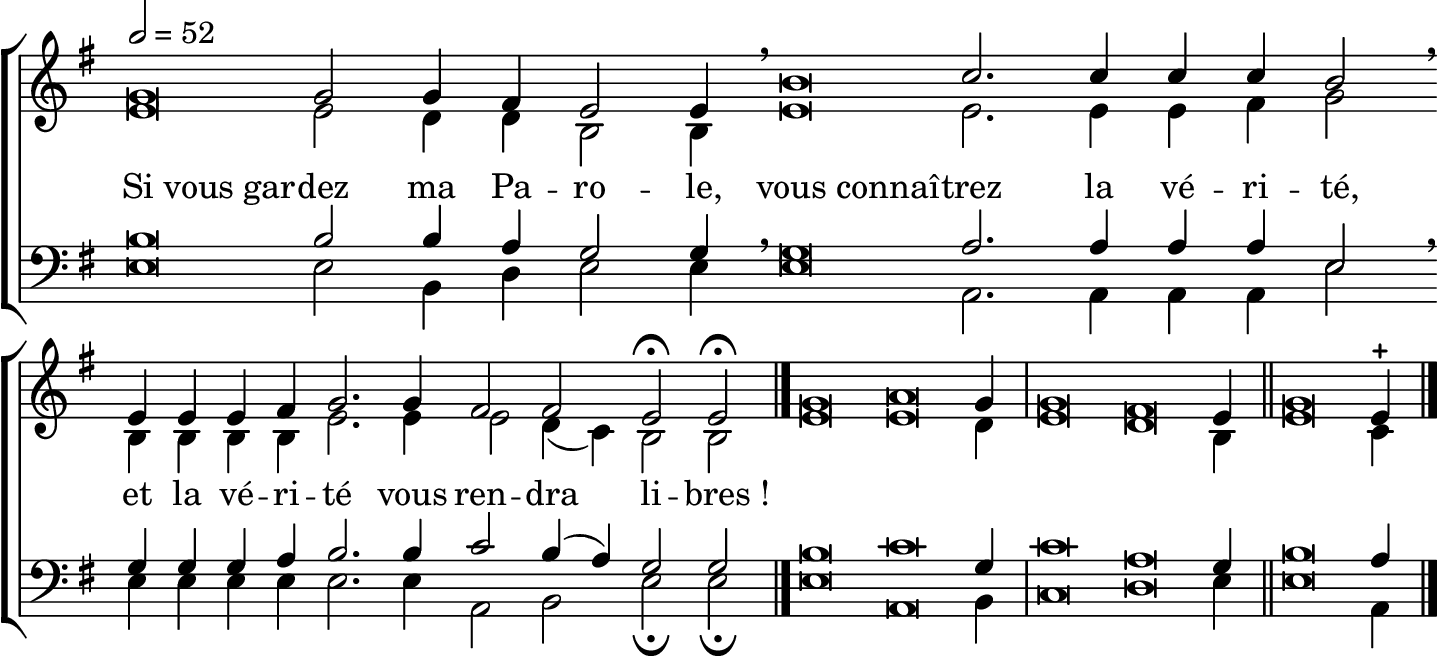 = 52
Si vous gardez ma Pa - ro - le, vous connaîtrez la vé - ri - té,
et la vé - ri - té vous ren - dra li - bres !